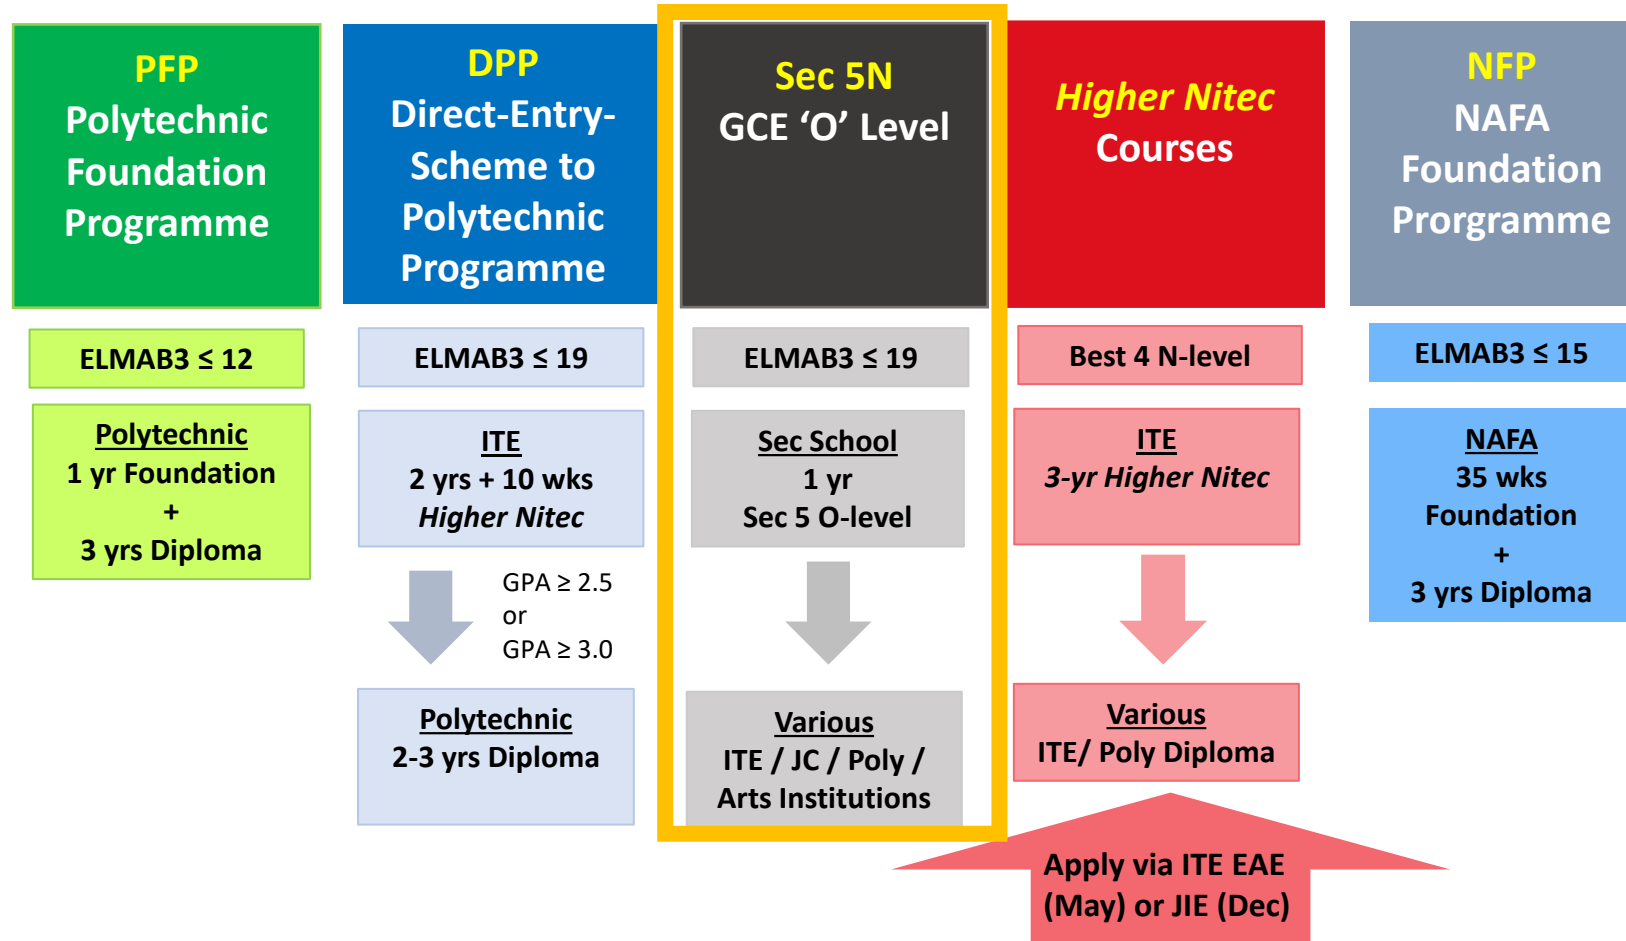 PFP
Polytechnic
Foundation
Programme
ELMAB3 ≤ 12
Polytechnic
1 yr Foundation
+
3 yrs Diploma
DPP
Direct-Entry-
Scheme to
Polytechnic
Programme
ELMAB3 ≤ 19
ITE
2 yrs + 10 wks
Higher Nitec
GPA ≥ 2.5
or
GPA ≥ 3.0
Polytechnic
2-3 yrs Diploma
Sec 5N
GCE ‘O’ Level
ELMAB3 ≤ 19
Sec School
1 yr
Sec 5 O-level
Various
ITE / JC / Poly /
Arts Institutions
Higher Nitec
Courses
Best 4 N-level
ITE
3-yr Higher Nitec
Various
ITE/ Poly Diploma
Apply via ITE EAE
(May) or JIE (Dec)
NFP
NAFA
Foundation
Prorgramme
ELMAB3 ≤ 15
NAFA
35 wks
Foundation
+
3 yrs Diploma